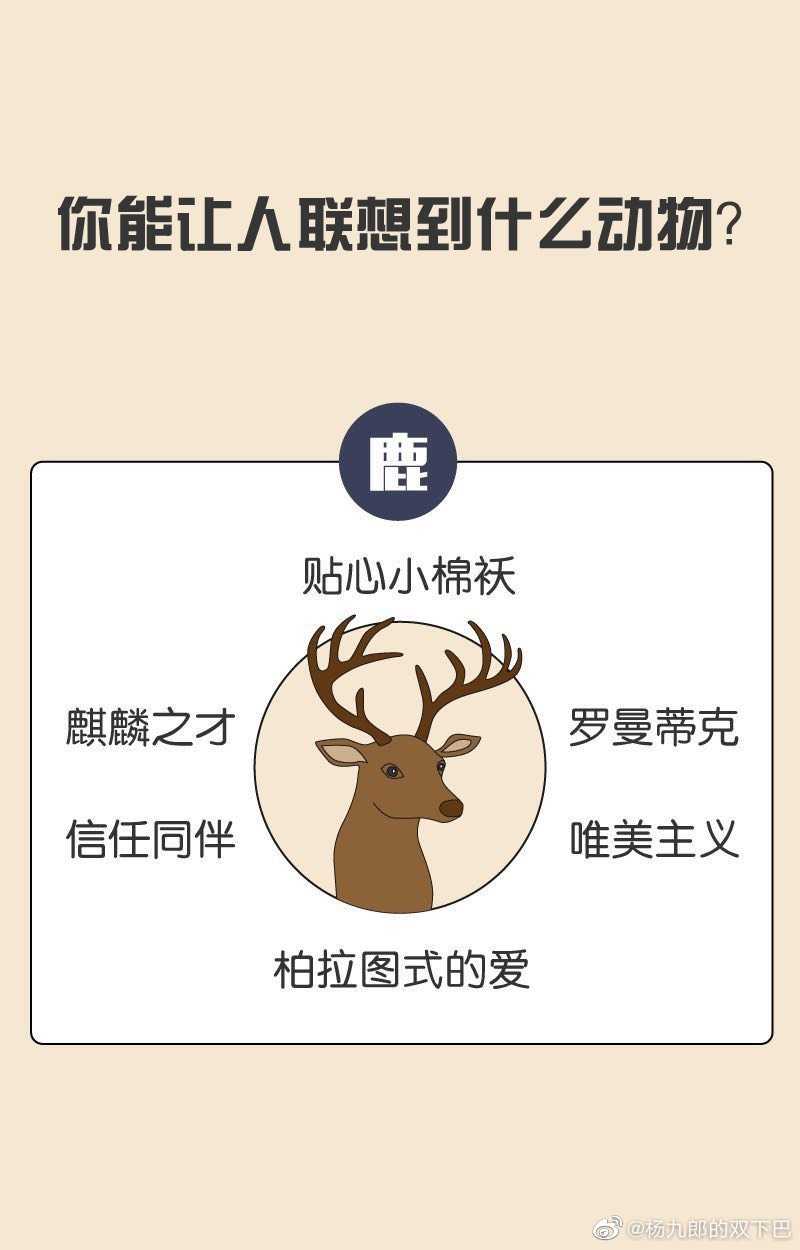 你能让人联想到什么动物?
鹿
贴心小棉袄
麒麟之才
罗曼蒂克
信任同伴
唯美主义
柏拉图式的爱
@杨九郎的双下巴